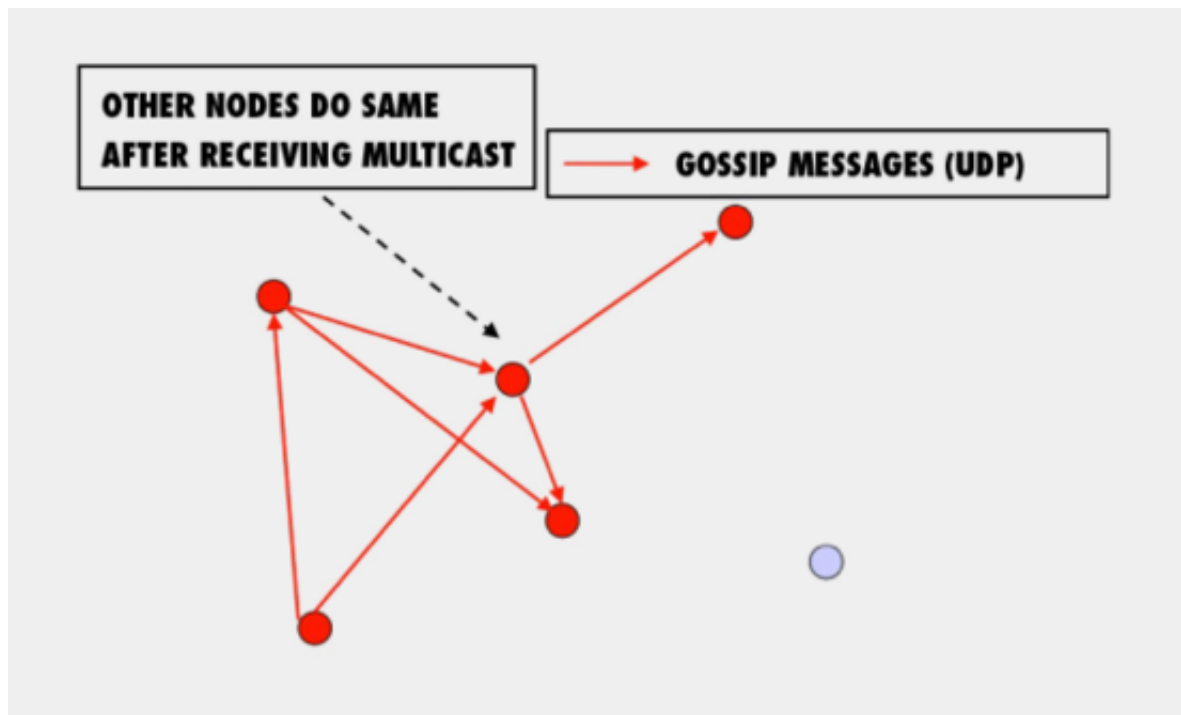 OTHER NODES DO SAME
AFTER RECEIVING MULTICAST
GOSSIP MESSAGES (UDP)